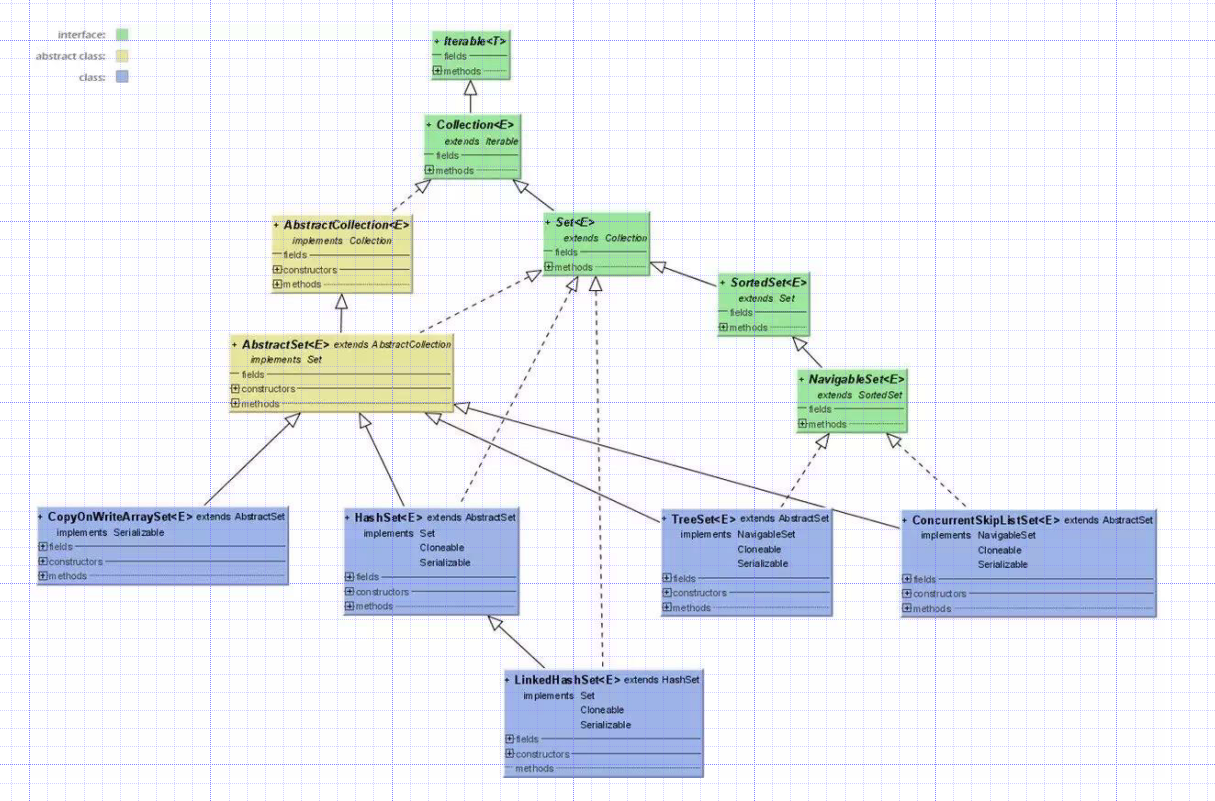 interface:
abstract class:
class:
+ Iterable<T>
fields
methods
+ Collection<E>
extends Iterable
fields
methods
+ AbstractCollection<E>
implements Collection
fields
constructors
methods
+ Set<E>
extends Collection
fields
methods
+ SortedSet<E>
extends Set
fields
methods
+ AbstractSet<E> extends AbstractCollection
implements Set
fields
constructors
methods
+ NavigableSet<E>
extends SortedSet
fields
methods
+ CopyOnWriteArraySet<E> extends AbstractSet
implements Serializable
fields
constructors
methods
+ HashSet<E> extends AbstractSet
implements Set
Cloneable
Serializable
fields
constructors
methods
+ TreeSet<E> extends AbstractSet
implements NavigableSet
Cloneable
Serializable
fields
constructors
methods
+ ConcurrentSkipListSet<E> extends AbstractSet
implements NavigableSet
Cloneable
Serializable
fields
constructors
methods
+ LinkedHashSet<E> extends HashSet
implements Set
Cloneable
Serializable
fields
constructors
methods